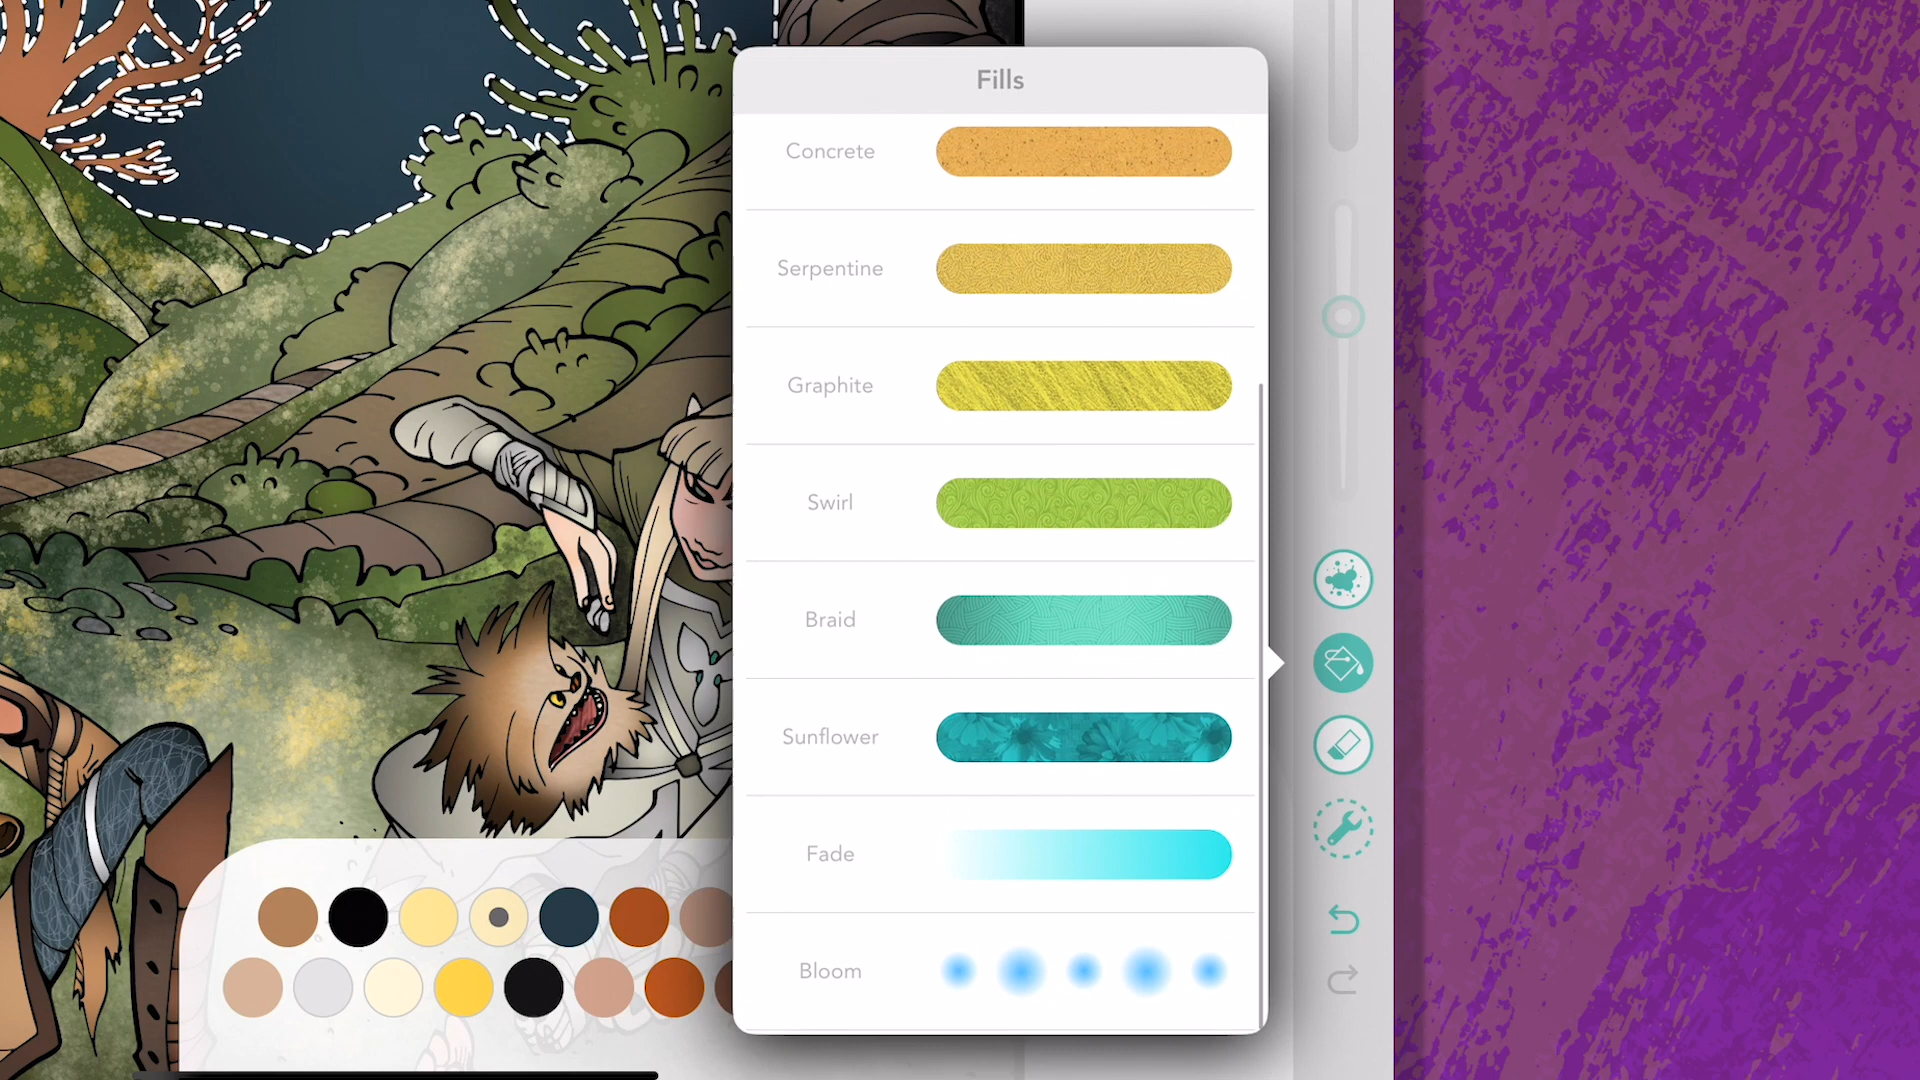 Fills
Concrete
Serpentine
Graphite
Swirl
Braid
Sunflower
Fade
Bloom